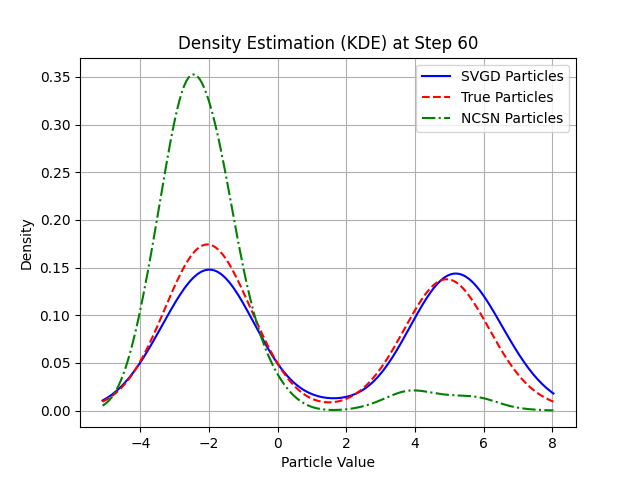 Density Estimation (KDE) at Step 60
SVGD Particles
True Particles
NCSN Particles
Density
0.35
0.30
0.25
0.20
0.15
0.10
0.05
0.00
−4
−2
0
2
4
6
8
Particle Value